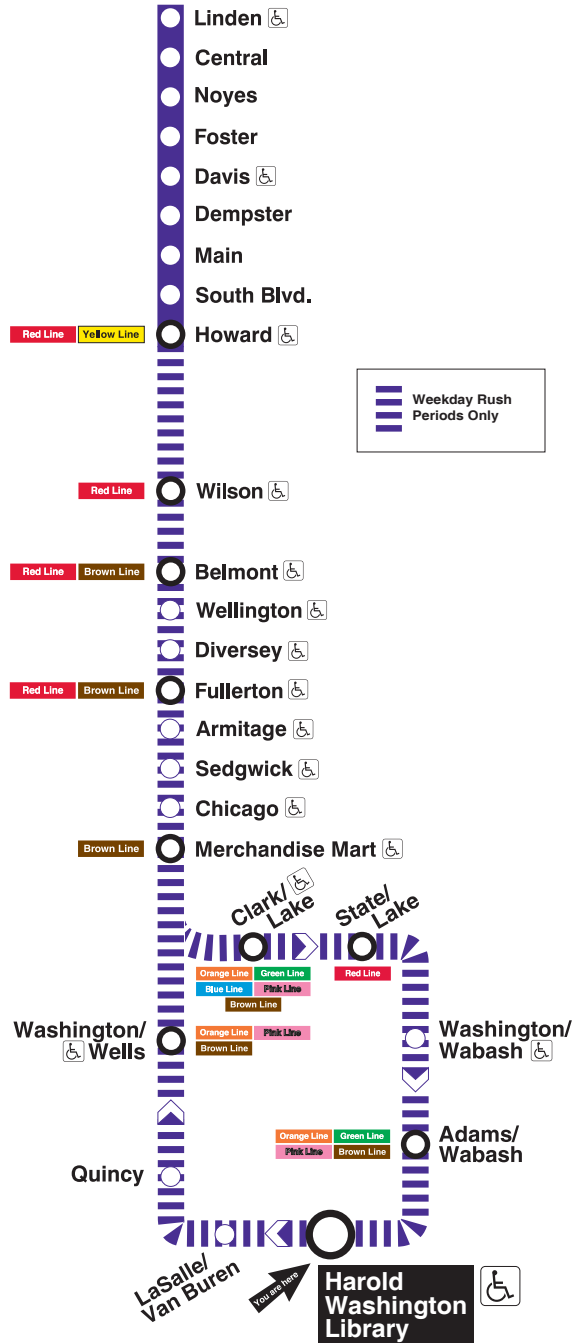 Linden
Central
Noyes
Foster
Davis
Dempster
Main
South Blvd.
Red Line Yellow Line Howard
Weekday Rush
Periods Only
Red Line Wilson
Red Line Brown Line Belmont
Wellington
Diversey
Red Line Brown Line Fullerton
Armitage
Sedgwick
Chicago
Brown Line Merchandise Mart
Clark/
Lake
State/
Lake
Orange Line Green Line
Blue Line Pink Line
Brown Line
Red Line
Washington/
Wells
Orange Line Pink Line
Brown Line
Washington/
Wabash
Orange Line Green Line
Pink Line Brown Line
Adams/
Wabash
Quincy
LaSalle/
Van Buren
You are here
Harold
Washington
Library